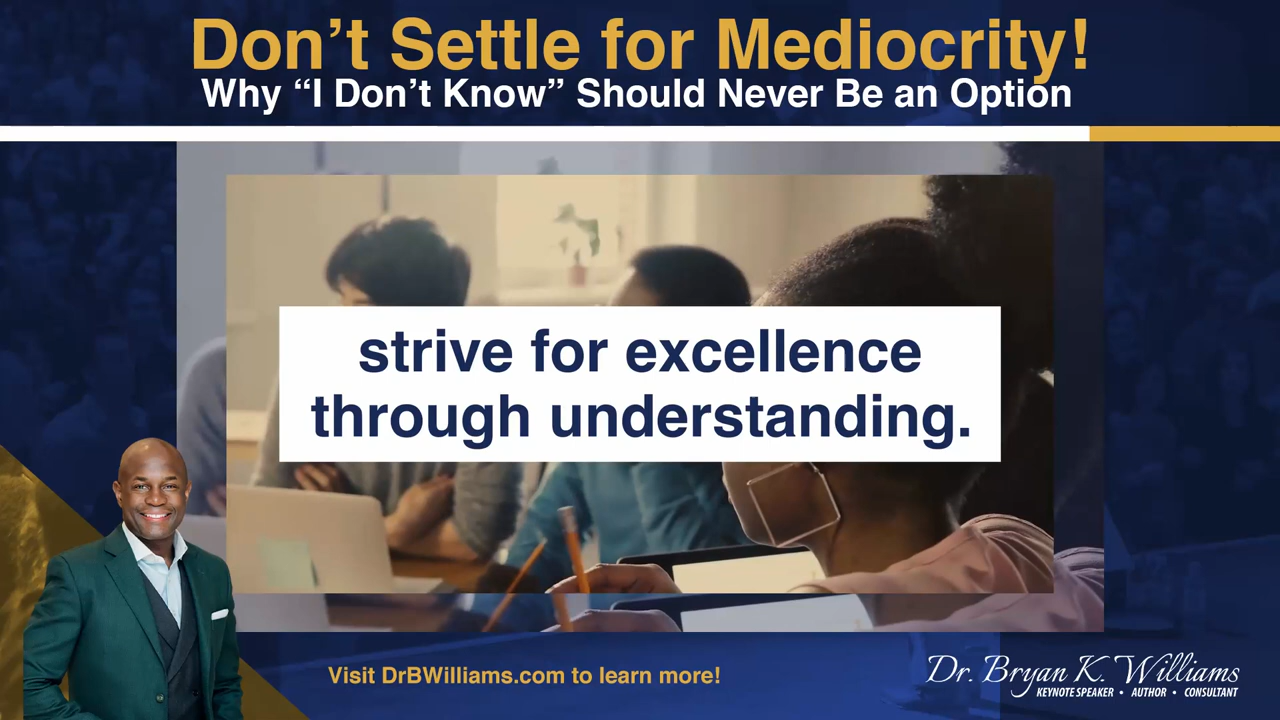 Don’t Settle for Mediocrity!
Why “I Don’t Know” Should Never Be an Option
strive for excellence
through understanding.
Visit DrBWilliams.com to learn more!
Dr. Bryan K. Williams
KEYNOTE SPEAKER • AUTHOR • CONSULTANT